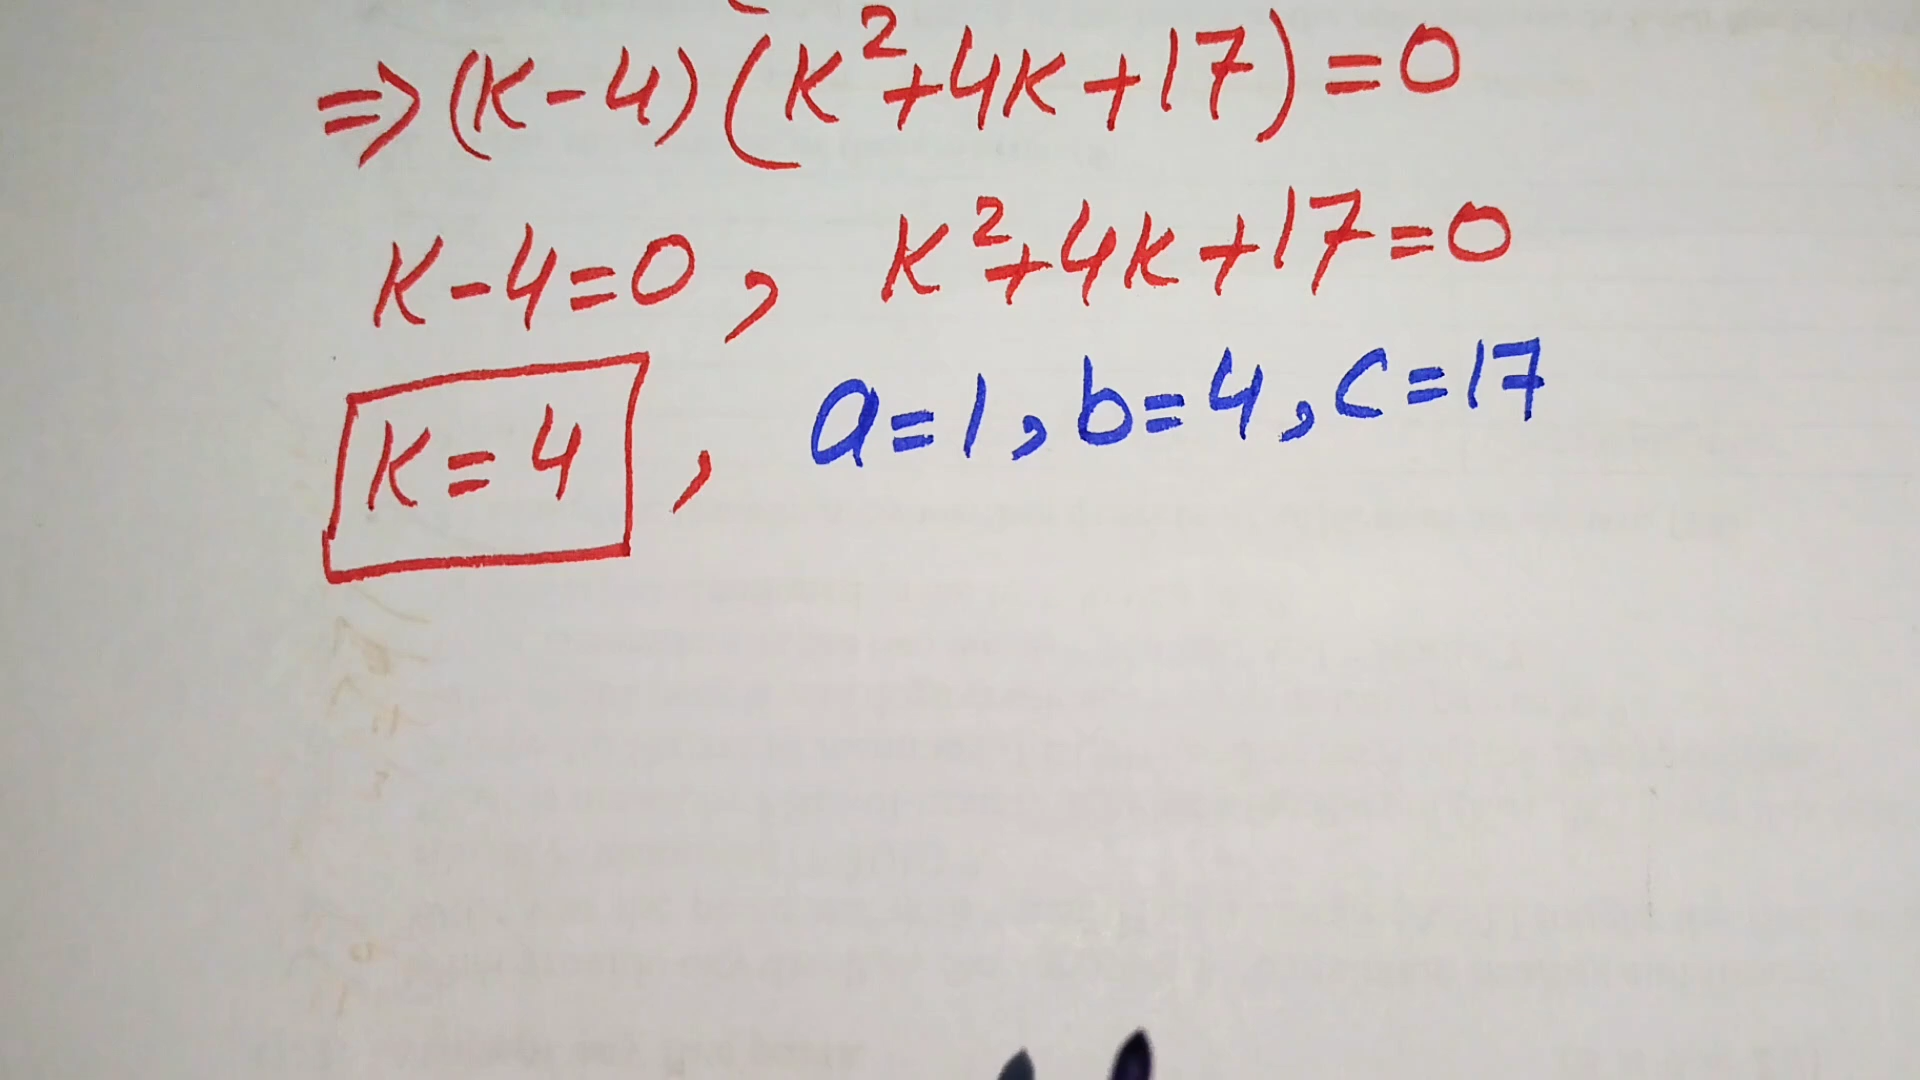 ⇒(K-4)(K²+4K+17)=0
K-4=0, K²+4K+17=0
K=4, a=1, b=4, c=17